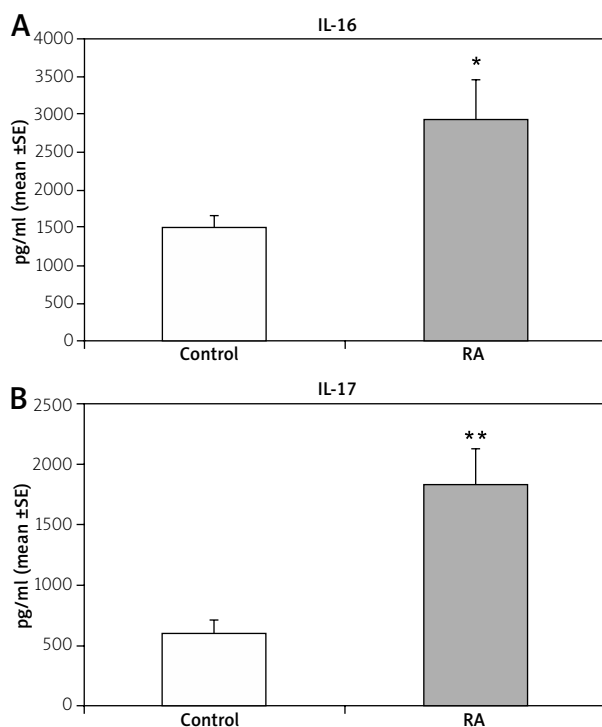 A
IL-16
pg/ml (mean ±SE)
4000
3500
3000
2500
2000
1500
1000
500
0
*
Control
RA
B
IL-17
pg/ml (mean ±SE)
2500
2000
1500
1000
500
0
**
Control
RA